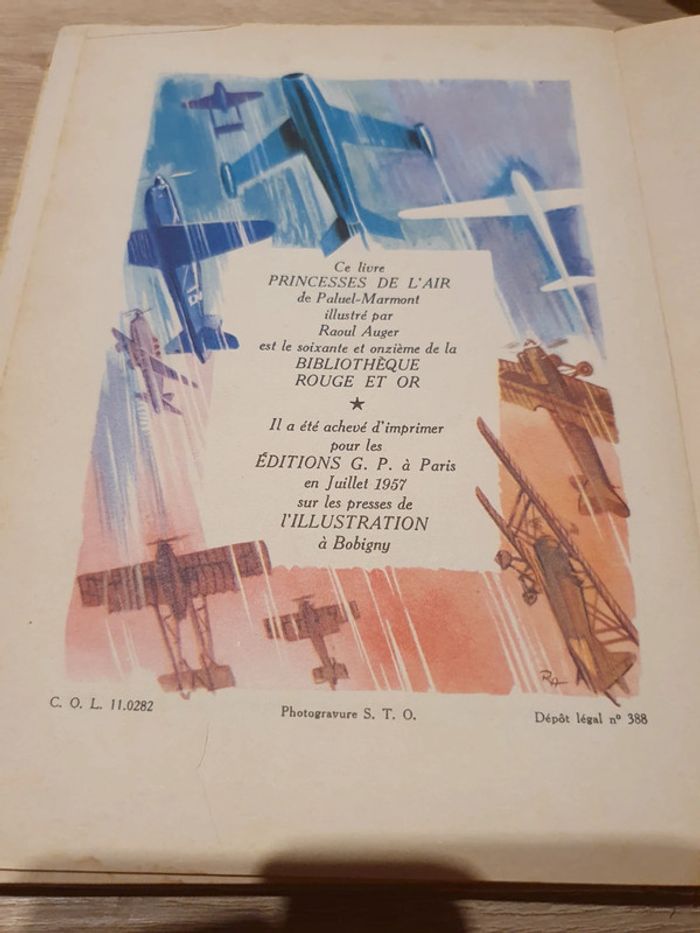 Ce livre
PRINCESSES DE L'AIR
de Paluel-Marmont
illustré par
Raoul Auger
est le soixante et onzième de la
BIBLIOTHÈQUE
ROUGE ET OR
★
Il a été achevé d'imprimer
pour les
ÉDITIONS G. P. à Paris
en Juillet 1957
sur les presses de
l'ILLUSTRATION
à Bobigny
RA
C. O. L. 11.0282
Photogravure S. T. O.
Dépôt légal nº 388